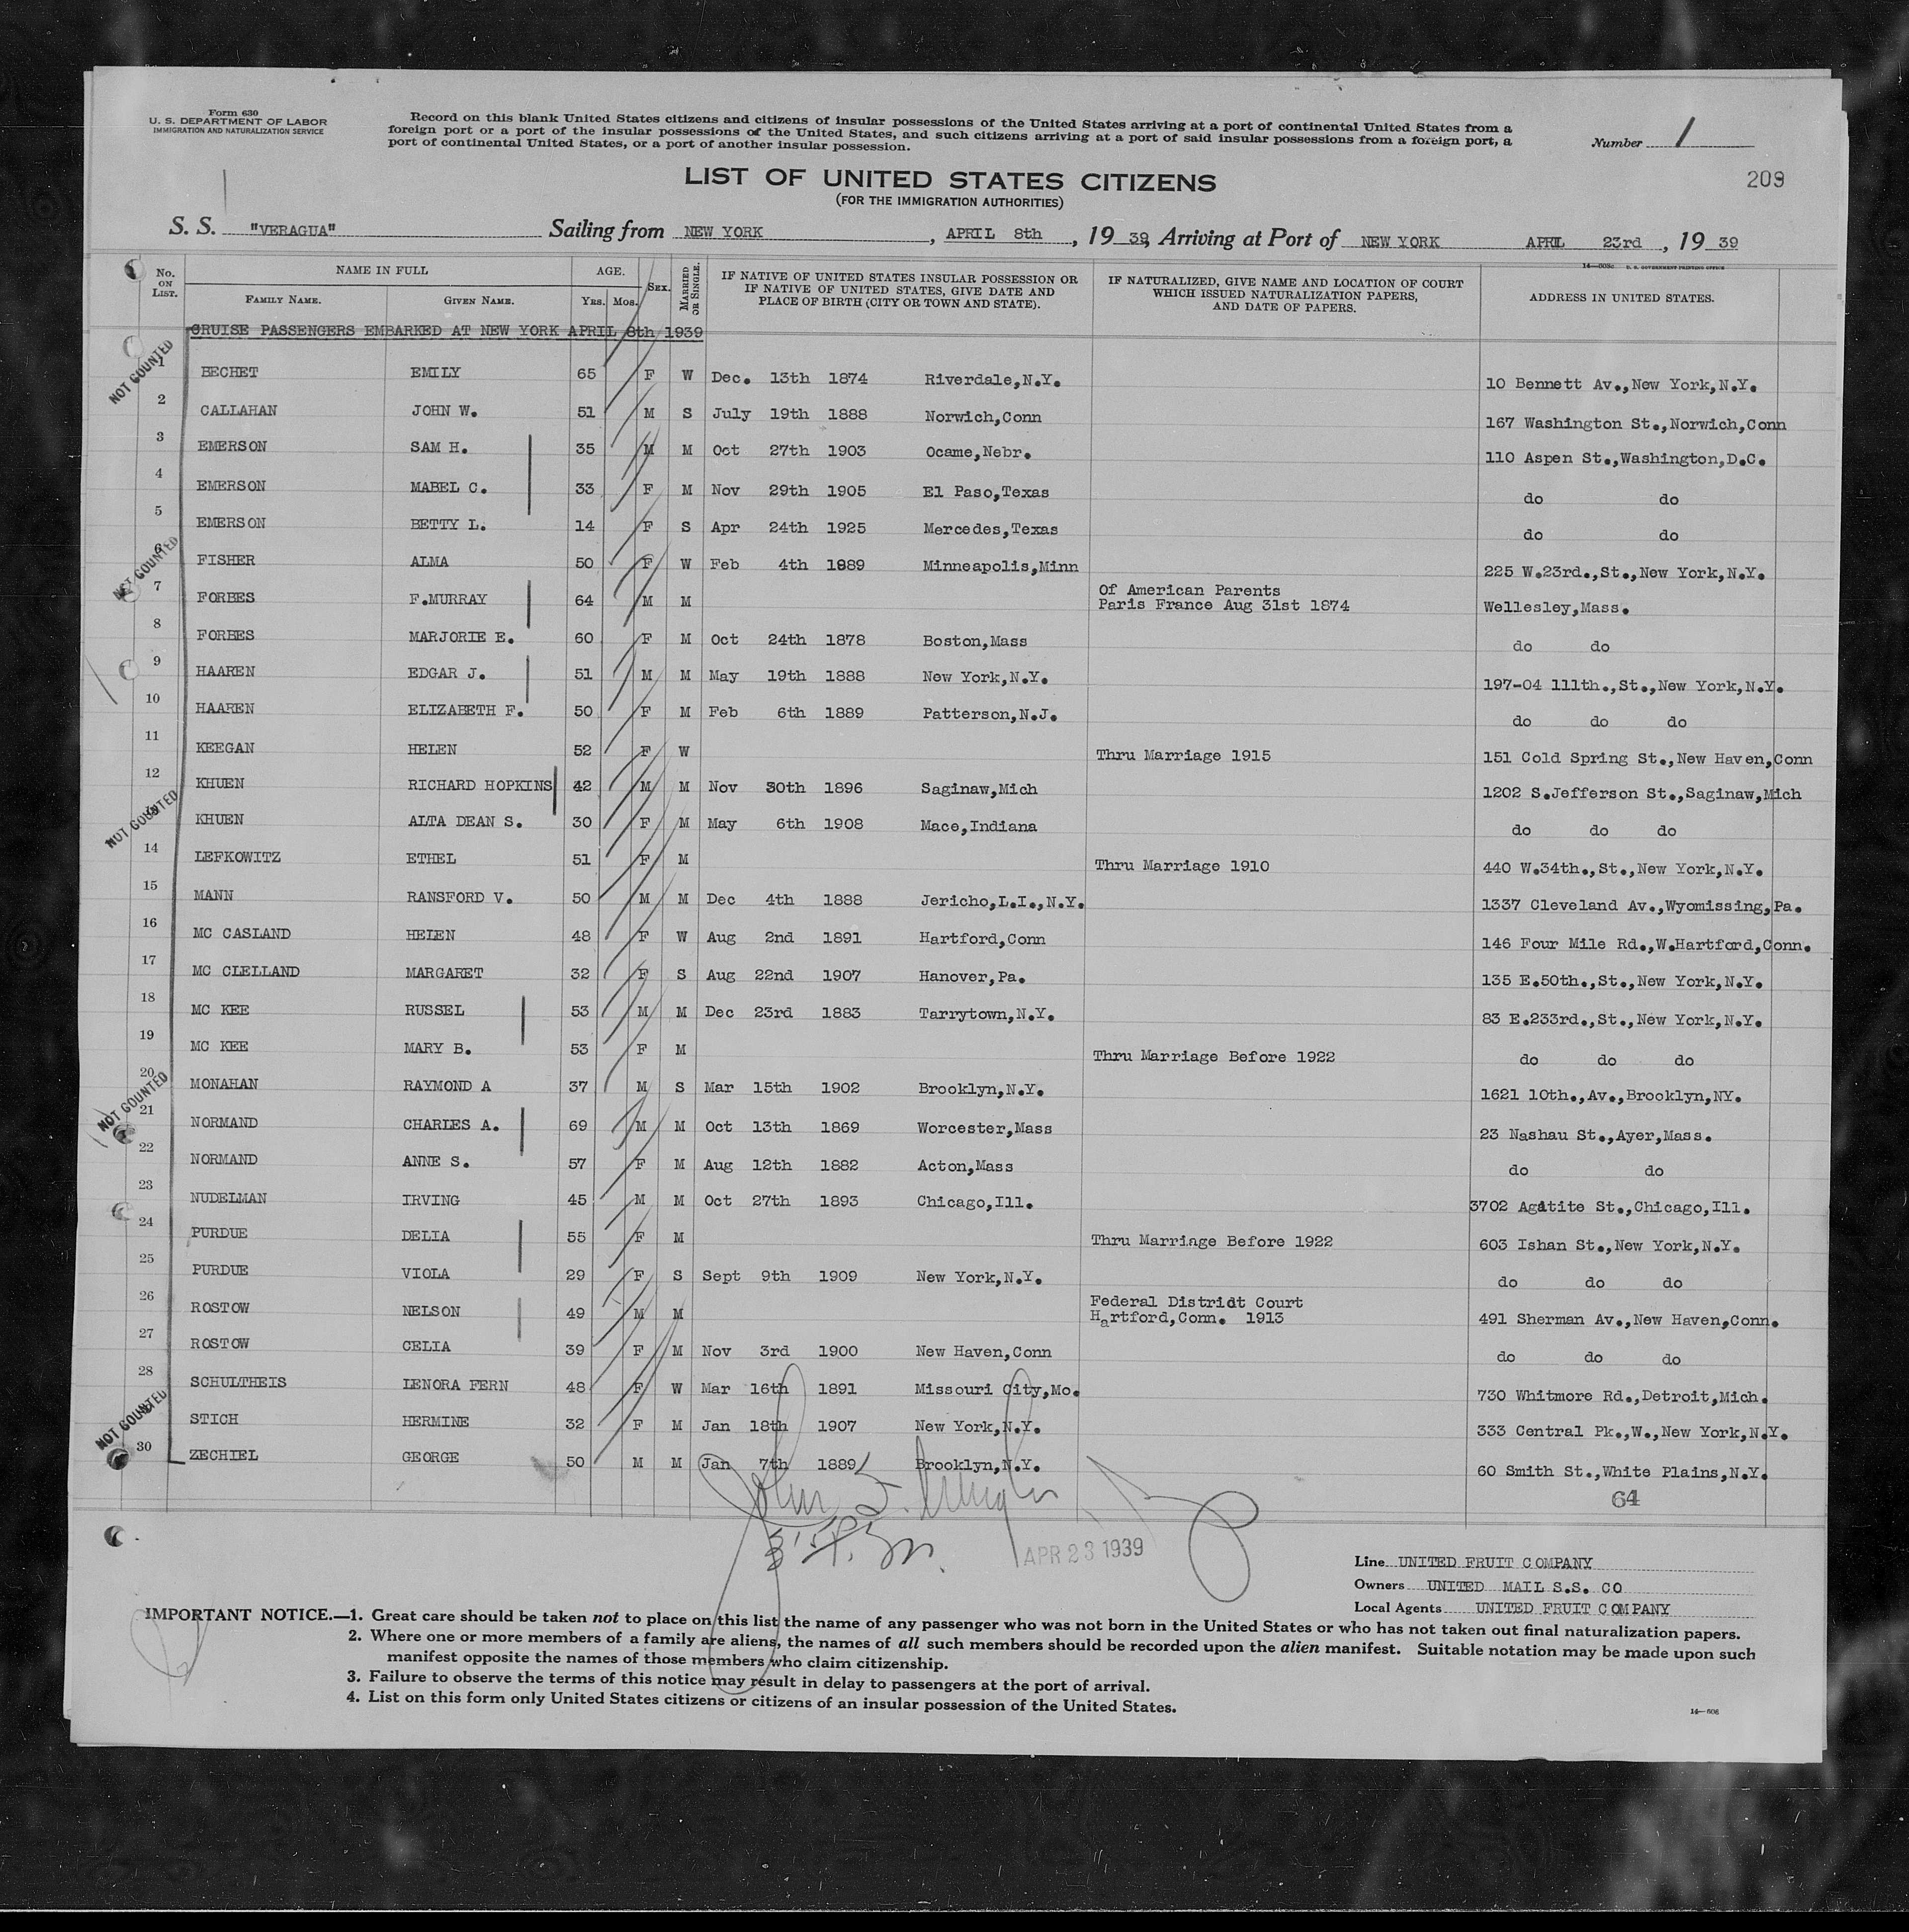 Form 630
U. S. DEPARTMENT OF LABOR
IMMIGRATION AND NATURALIZATION SERVICE
Record on this blank United States citizens and citizens of insular possessions of the United States arriving at a port of continental United States from a
foreign port or a port of the insular possessions of the United States, and such citizens arriving at a port of said insular possessions from a foreign port, a
port of continental United States, or a port of another insular possession.
Number 1
209
LIST OF UNITED STATES CITIZENS
(FOR THE IMMIGRATION AUTHORITIES)
S. S. "VERAGUA" Sailing from NEW YORK, APRIL 8th, 19 39, Arriving at Port of NEW YORK APRIL 23rd, 19 39
14—606 U. S. GOVERNMENT PRINTING OFFICE
No. ON LIST. NAME IN FULL FAMILY NAME. GIVEN NAME. AGE. Yrs. Mos. SEX. MARRIED OR SINGLE. IF NATIVE OF UNITED STATES INSULAR POSSESSION OR IF NATIVE OF UNITED STATES, GIVE DATE AND PLACE OF BIRTH (CITY OR TOWN AND STATE). IF NATURALIZED, GIVE NAME AND LOCATION OF COURT WHICH ISSUED NATURALIZATION PAPERS, AND DATE OF PAPERS. ADDRESS IN UNITED STATES.
CRUISE PASSENGERS EMBARKED AT NEW YORK APRIL 8th 1939
NOT COUNTED
1 BECHET EMILY 65 F W Dec. 13th 1874 Riverdale,N.Y. 10 Bennett Av.,New York,N.Y.
2 CALLAHAN JOHN W. 51 M S July 19th 1888 Norwich,Conn 167 Washington St.,Norwich,Conn
3 EMERSON SAM H. 35 M M Oct 27th 1903 Ocame,Nebr. 110 Aspen St.,Washington,D.C.
4 EMERSON MABEL C. 33 F M Nov 29th 1905 El Paso,Texas do do
5 EMERSON BETTY L. 14 F S Apr 24th 1925 Mercedes,Texas do do
NOT COUNTED
6 FISHER ALMA 50 F W Feb 4th 1889 Minneapolis,Minn 225 W.23rd.,St.,New York,N.Y.
7 FORBES F.MURRAY 64 M M Of American Parents Paris France Aug 31st 1874 Wellesley,Mass.
8 FORBES MARJORIE E. 60 F M Oct 24th 1878 Boston,Mass do do
9 HAAREN EDGAR J. 51 M M May 19th 1888 New York,N.Y. 197-04 111th.,St.,New York,N.Y.
10 HAAREN ELIZABETH F. 50 F M Feb 6th 1889 Patterson,N.J. do do do
11 KEEGAN HELEN 52 F W Thru Marriage 1915 151 Cold Spring St.,New Haven,Conn
12 KHUEN RICHARD HOPKINS 42 M M Nov 30th 1896 Saginaw,Mich 1202 S.Jefferson St.,Saginaw,Mich
NOT COUNTED
KHUEN ALTA DEAN S. 30 F M May 6th 1908 Mace,Indiana do do do
14 LEFKOWITZ ETHEL 51 F M Thru Marriage 1910 440 W.34th.,St.,New York,N.Y.
15 MANN RANSFORD V. 50 M M Dec 4th 1888 Jericho,L.I.,N.Y. 1337 Cleveland Av.,Wyomissing,Pa.
16 MC CASLAND HELEN 48 F W Aug 2nd 1891 Hartford,Conn 146 Four Mile Rd.,W.Hartford,Conn.
17 MC CLELLAND MARGARET 32 F S Aug 22nd 1907 Hanover,Pa. 135 E.50th.,St.,New York,N.Y.
18 MC KEE RUSSEL 53 M M Dec 23rd 1883 Tarrytown,N.Y. 83 E.233rd.,St.,New York,N.Y.
19 MC KEE MARY B. 53 F M Thru Marriage Before 1922 do do do
20 MONAHAN RAYMOND A 37 M S Mar 15th 1902 Brooklyn,N.Y. 1621 10th.,Av.,Brooklyn,NY.
NOT COUNTED
21 NORMAND CHARLES A. 69 M M Oct 13th 1869 Worcester,Mass 23 Nashau St.,Ayer,Mass.
22 NORMAND ANNE S. 57 F M Aug 12th 1882 Acton,Mass do do
23 NUDELMAN IRVING 45 M M Oct 27th 1893 Chicago,Ill. 3702 Agatite St.,Chicago,Ill.
24 PURDUE DELIA 55 F M Thru Marriage Before 1922 603 Ishan St.,New York,N.Y.
25 PURDUE VIOLA 29 F S Sept 9th 1909 New York,N.Y. do do do
26 ROSTOW NELSON 49 M M Federal District Court Hartford,Conn. 1913 491 Sherman Av.,New Haven,Conn.
27 ROSTOW CELIA 39 F M Nov 3rd 1900 New Haven,Conn do do do
28 SCHULTHEIS LENORA FERN 48 F W Mar 16th 1891 Missouri City,Mo. 730 Whitmore Rd.,Detroit,Mich.
NOT COUNTED
STICH HERMINE 32 F M Jan 18th 1907 New York,N.Y. 333 Central Pk.,W.,New York,N.Y.
30 ZECHIEL GEORGE 50 M M Jan 7th 1889 Brooklyn,N.Y. 60 Smith St.,White Plains,N.Y.
64
APR 23 1939
Line UNITED FRUIT COMPANY
Owners UNITED MAIL S.S. CO
Local Agents UNITED FRUIT COMPANY
IMPORTANT NOTICE.—1. Great care should be taken not to place on this list the name of any passenger who was not born in the United States or who has not taken out final naturalization papers.
2. Where one or more members of a family are aliens, the names of all such members should be recorded upon the alien manifest. Suitable notation may be made upon such
manifest opposite the names of those members who claim citizenship.
3. Failure to observe the terms of this notice may result in delay to passengers at the port of arrival.
4. List on this form only United States citizens or citizens of an insular possession of the United States.
14—606